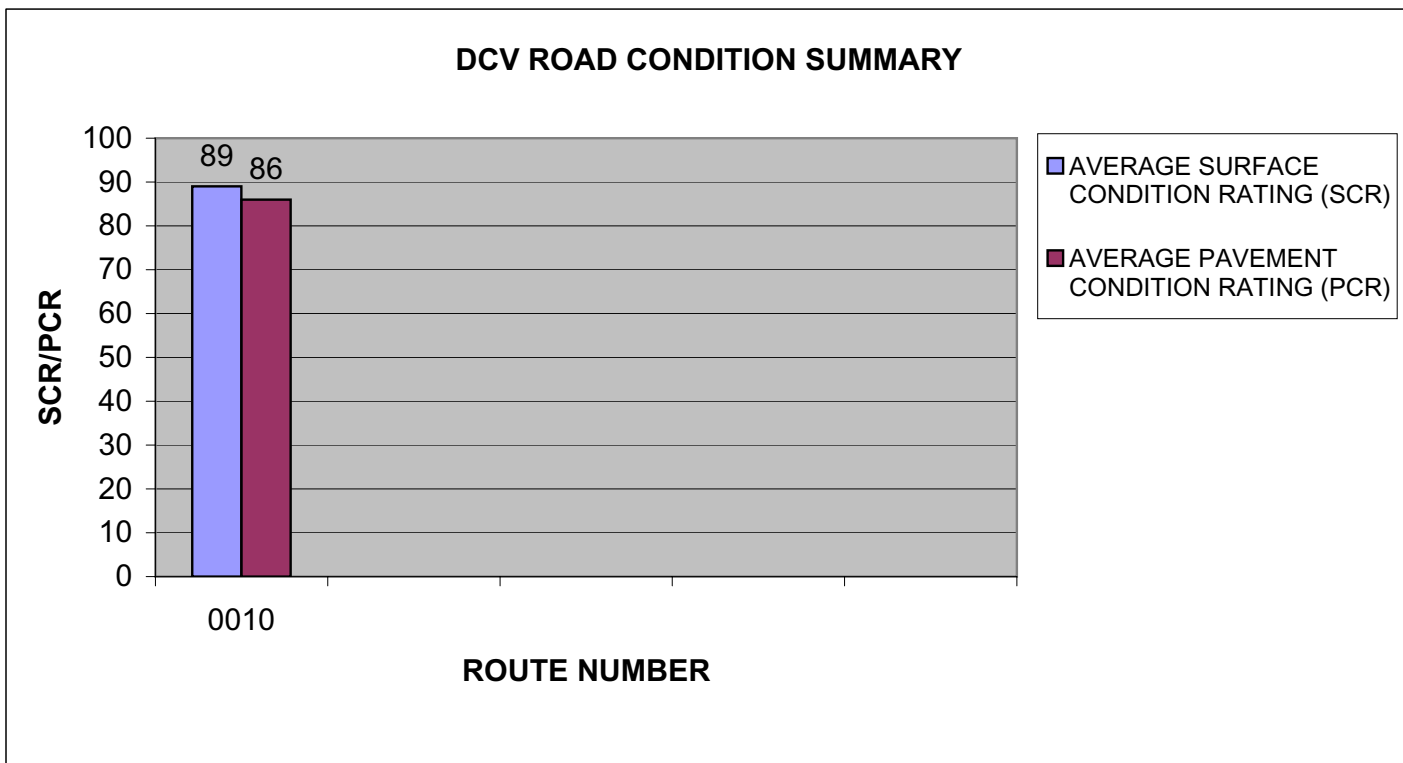 DCV ROAD CONDITION SUMMARY
100
90
80
70
60
50
40
30
20
10
0
SCR/PCR
89
86
0010
ROUTE NUMBER
AVERAGE SURFACE
CONDITION RATING (SCR)
AVERAGE PAVEMENT
CONDITION RATING (PCR)